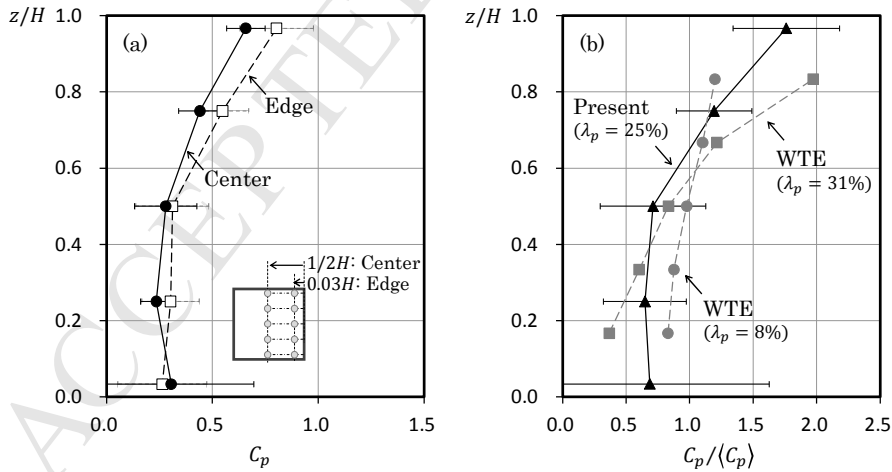 z/H
1.0
0.8
0.6
0.4
0.2
0.0
(a)
Edge
Center
1/2H: Center
0.03H: Edge
0.0
0.5
1.0
1.5
C_p
z/H
1.0
0.8
0.6
0.4
0.2
0.0
(b)
Present
(λ_p = 25%)
WTE
(λ_p = 31%)
WTE
(λ_p = 8%)
0.0
0.5
1.0
1.5
2.0
2.5
C_p/⟨C_p⟩
ACCEPTE